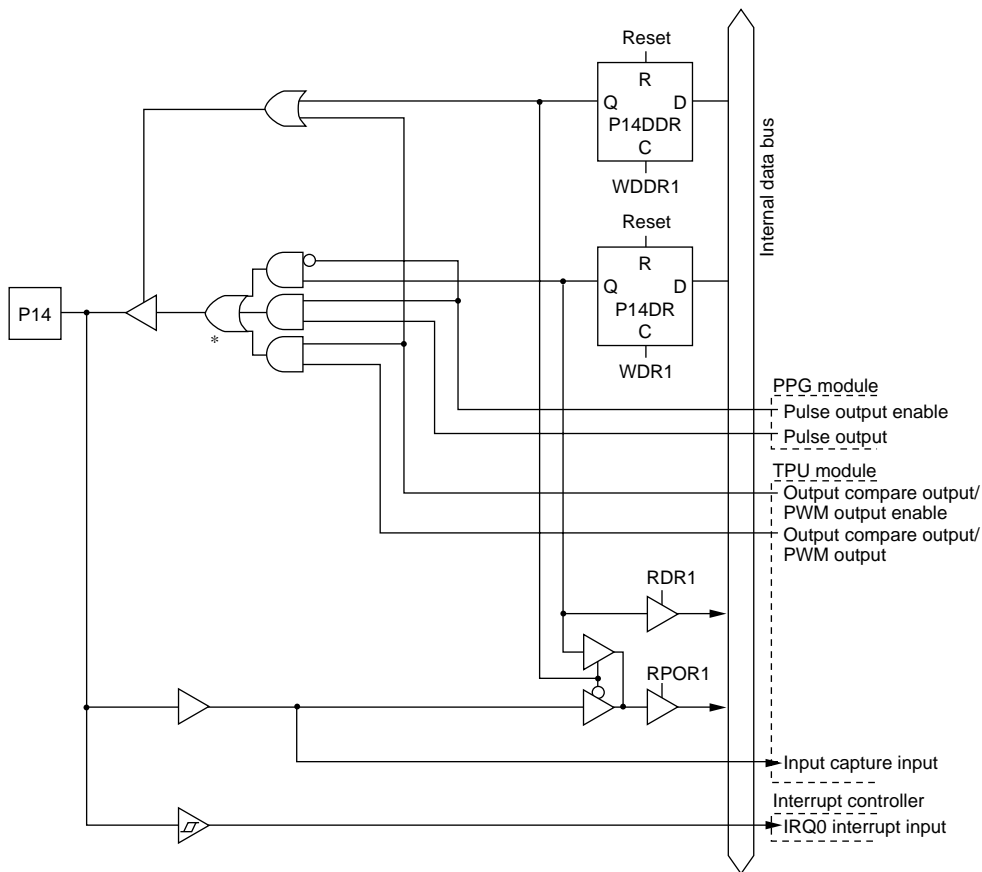 Reset
R
Q D
P14DDR
C
WDDR1
Internal data bus
Reset
R
Q D
P14DR
C
WDR1
P14
*
PPG module
Pulse output enable
Pulse output
TPU module
Output compare output/
PWM output enable
Output compare output/
PWM output
RDR1
RPOR1
Input capture input
Interrupt controller
IRQ0 interrupt input